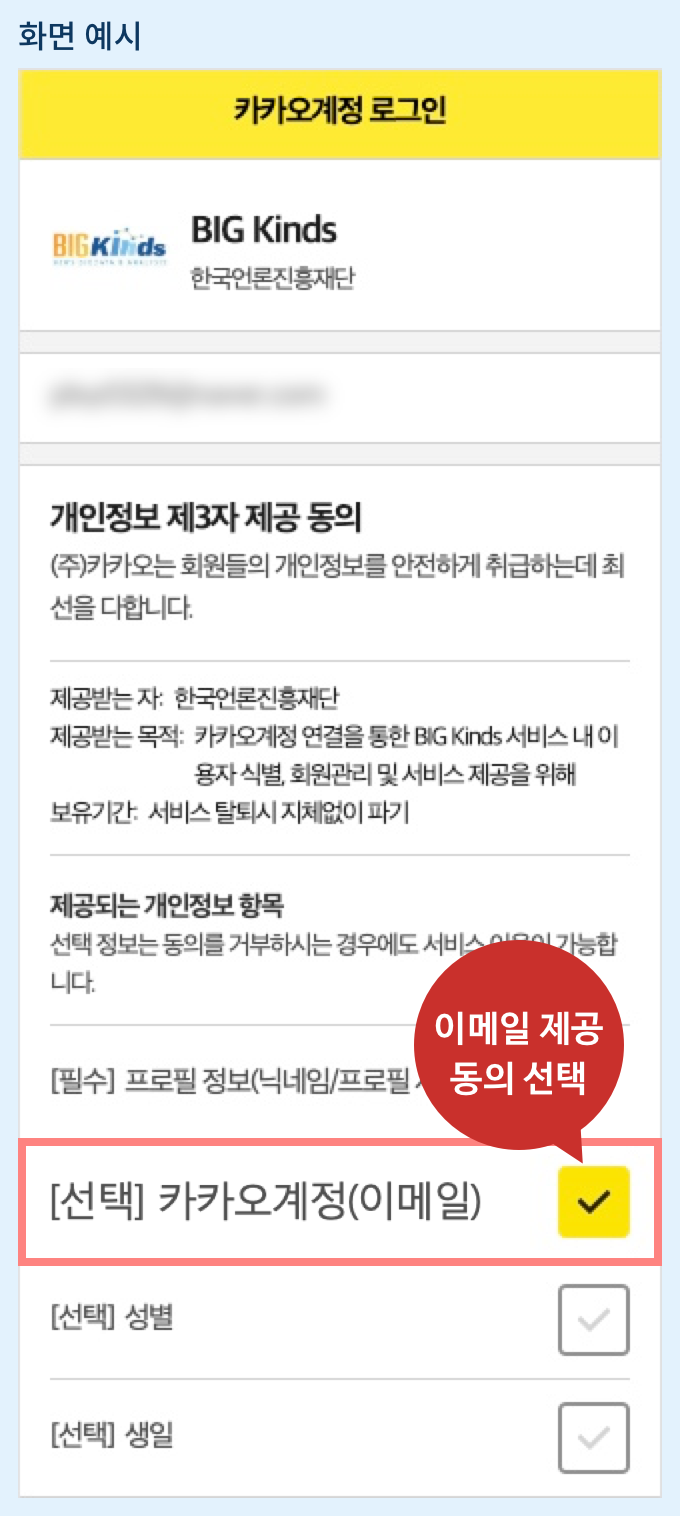 화면 예시
카카오계정 로그인
BIG Kinds
BIG Kinds
한국언론진흥재단
개인정보 제3자 제공 동의
(주)카카오는 회원들의 개인정보를 안전하게 취급하는데 최
선을 다합니다.
제공받는 자: 한국언론진흥재단
제공받는 목적: 카카오계정 연결을 통한 BIG Kinds 서비스 내 이
용자 식별, 회원관리 및 서비스 제공을 위해
보유기간: 서비스 탈퇴시 지체없이 파기
제공되는 개인정보 항목
선택 정보는 동의를 거부하시는 경우에도 서비스 이용이 가능합
니다.
이메일 제공
동의 선택
[필수] 프로필 정보(닉네임/프로필
[선택] 카카오계정(이메일)
[선택] 성별
[선택] 생일